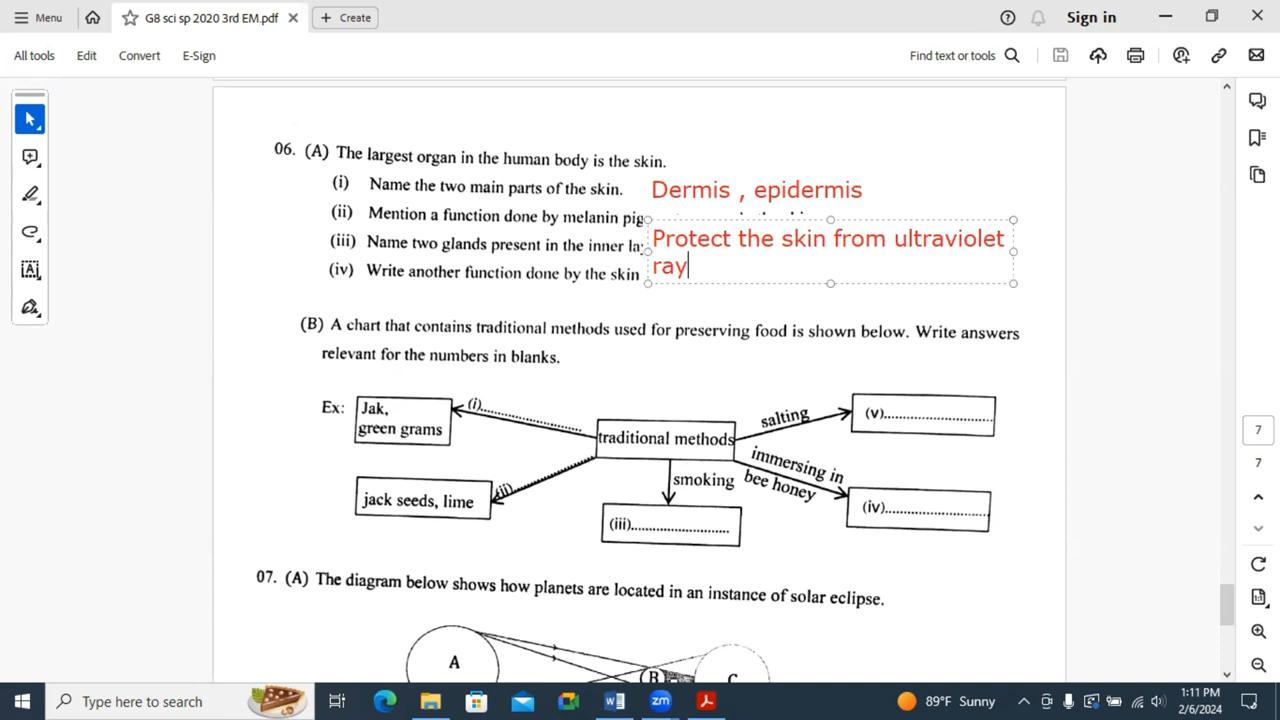 Menu
G8 sci sp 2020 3rd EM.pdf
Create
Sign in
All tools
Edit
Convert
E-Sign
Find text or tools
06. (A) The largest organ in the human body is the skin.
(i) Name the two main parts of the skin.
Dermis , epidermis
(ii) Mention a function done by melanin pig
(iii) Name two glands present in the inner la
Protect the skin from ultraviolet
ray
(iv) Write another function done by the skin
(B) A chart that contains traditional methods used for preserving food is shown below. Write answers
relevant for the numbers in blanks.
Ex:
Jak,
green grams
(i)
salting
(v)
traditional methods
immersing in
bee honey
jack seeds, lime
(ii)
smoking
(iii)
(iv)
07. (A) The diagram below shows how planets are located in an instance of solar eclipse.
A
B
C
7
7
Type here to search
89°F Sunny
1:11 PM
2/6/2024